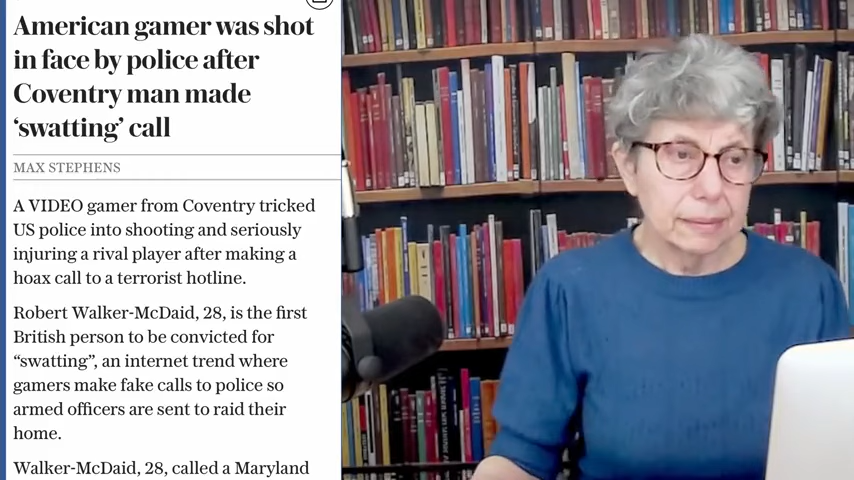 American gamer was shot
in face by police after
Coventry man made
‘swatting’ call
MAX STEPHENS
A VIDEO gamer from Coventry tricked
US police into shooting and seriously
injuring a rival player after making a
hoax call to a terrorist hotline.
Robert Walker-McDaid, 28, is the first
British person to be convicted for
“swatting”, an internet trend where
gamers make fake calls to police so
armed officers are sent to raid their
home.
Walker-McDaid, 28, called a Maryland